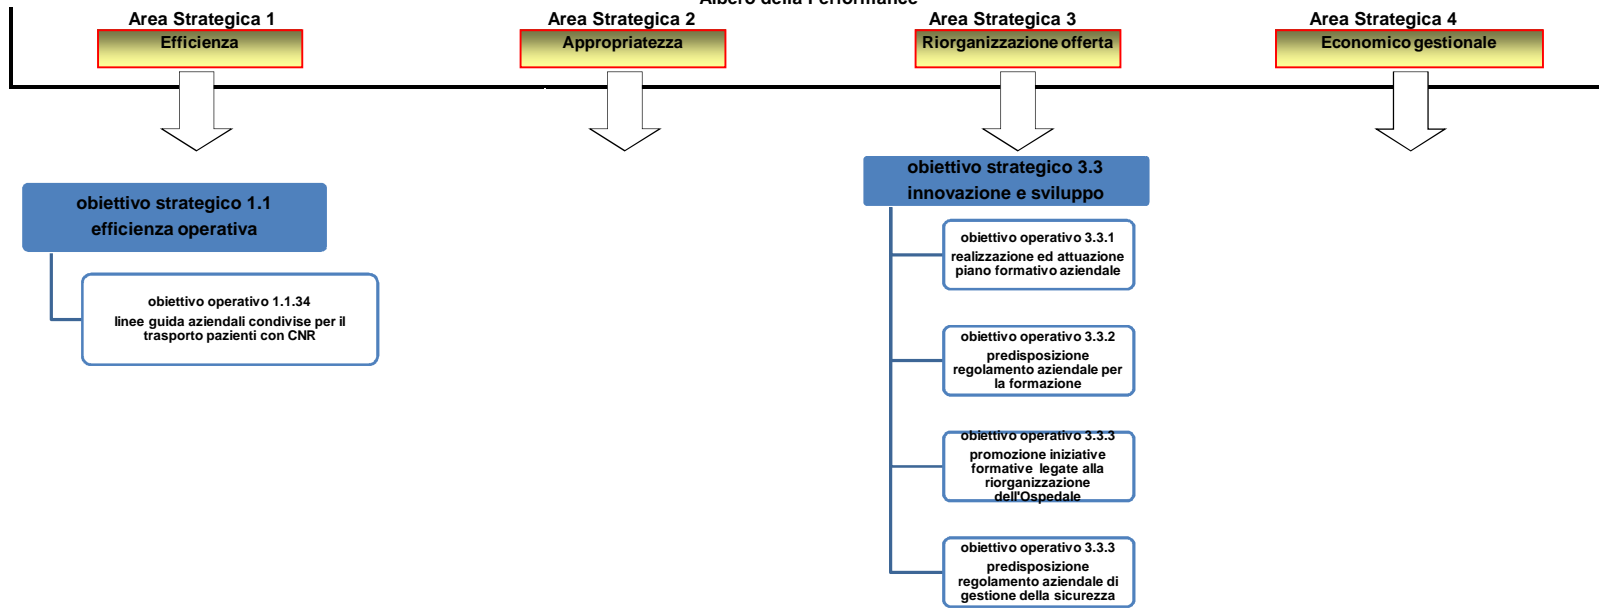 Albero della Performance
Area Strategica 1
Area Strategica 2
Area Strategica 3
Area Strategica 4
Efficienza
Appropriatezza
Riorganizzazione offerta
Economico gestionale
obiettivo strategico 1.1
efficienza operativa
obiettivo operativo 1.1.34
linee guida aziendali condivise per il
trasporto pazienti con CNR
obiettivo strategico 3.3
innovazione e sviluppo
obiettivo operativo 3.3.1
realizzazione ed attuazione
piano formativo aziendale
obiettivo operativo 3.3.2
predisposizione
regolamento aziendale per
la formazione
obiettivo operativo 3.3.3
promozione iniziative
formative legate alla
riorganizzazione
dell'Ospedale
obiettivo operativo 3.3.3
predisposizione
regolamento aziendale di
gestione della sicurezza